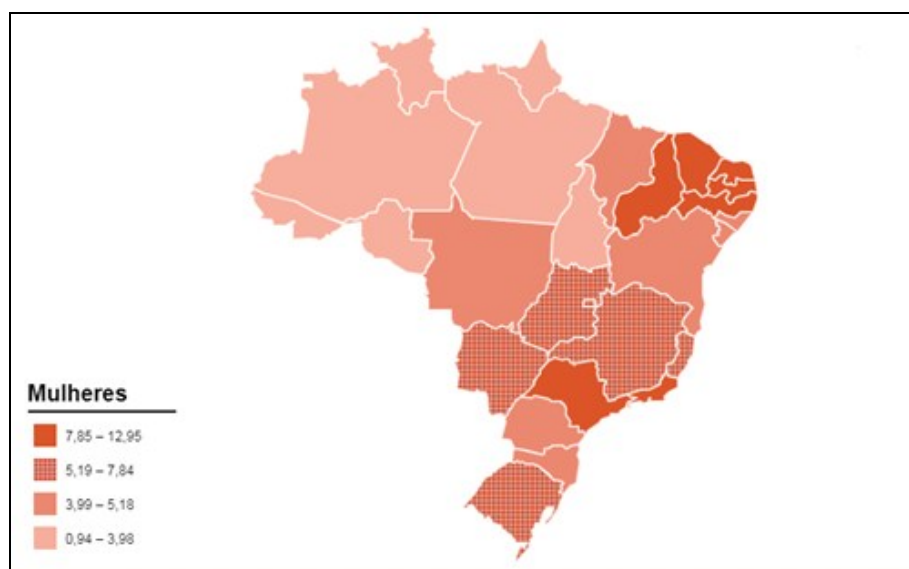 Mulheres
7,85 – 12,95
5,19 – 7,84
3,99 – 5,18
0,94 – 3,98